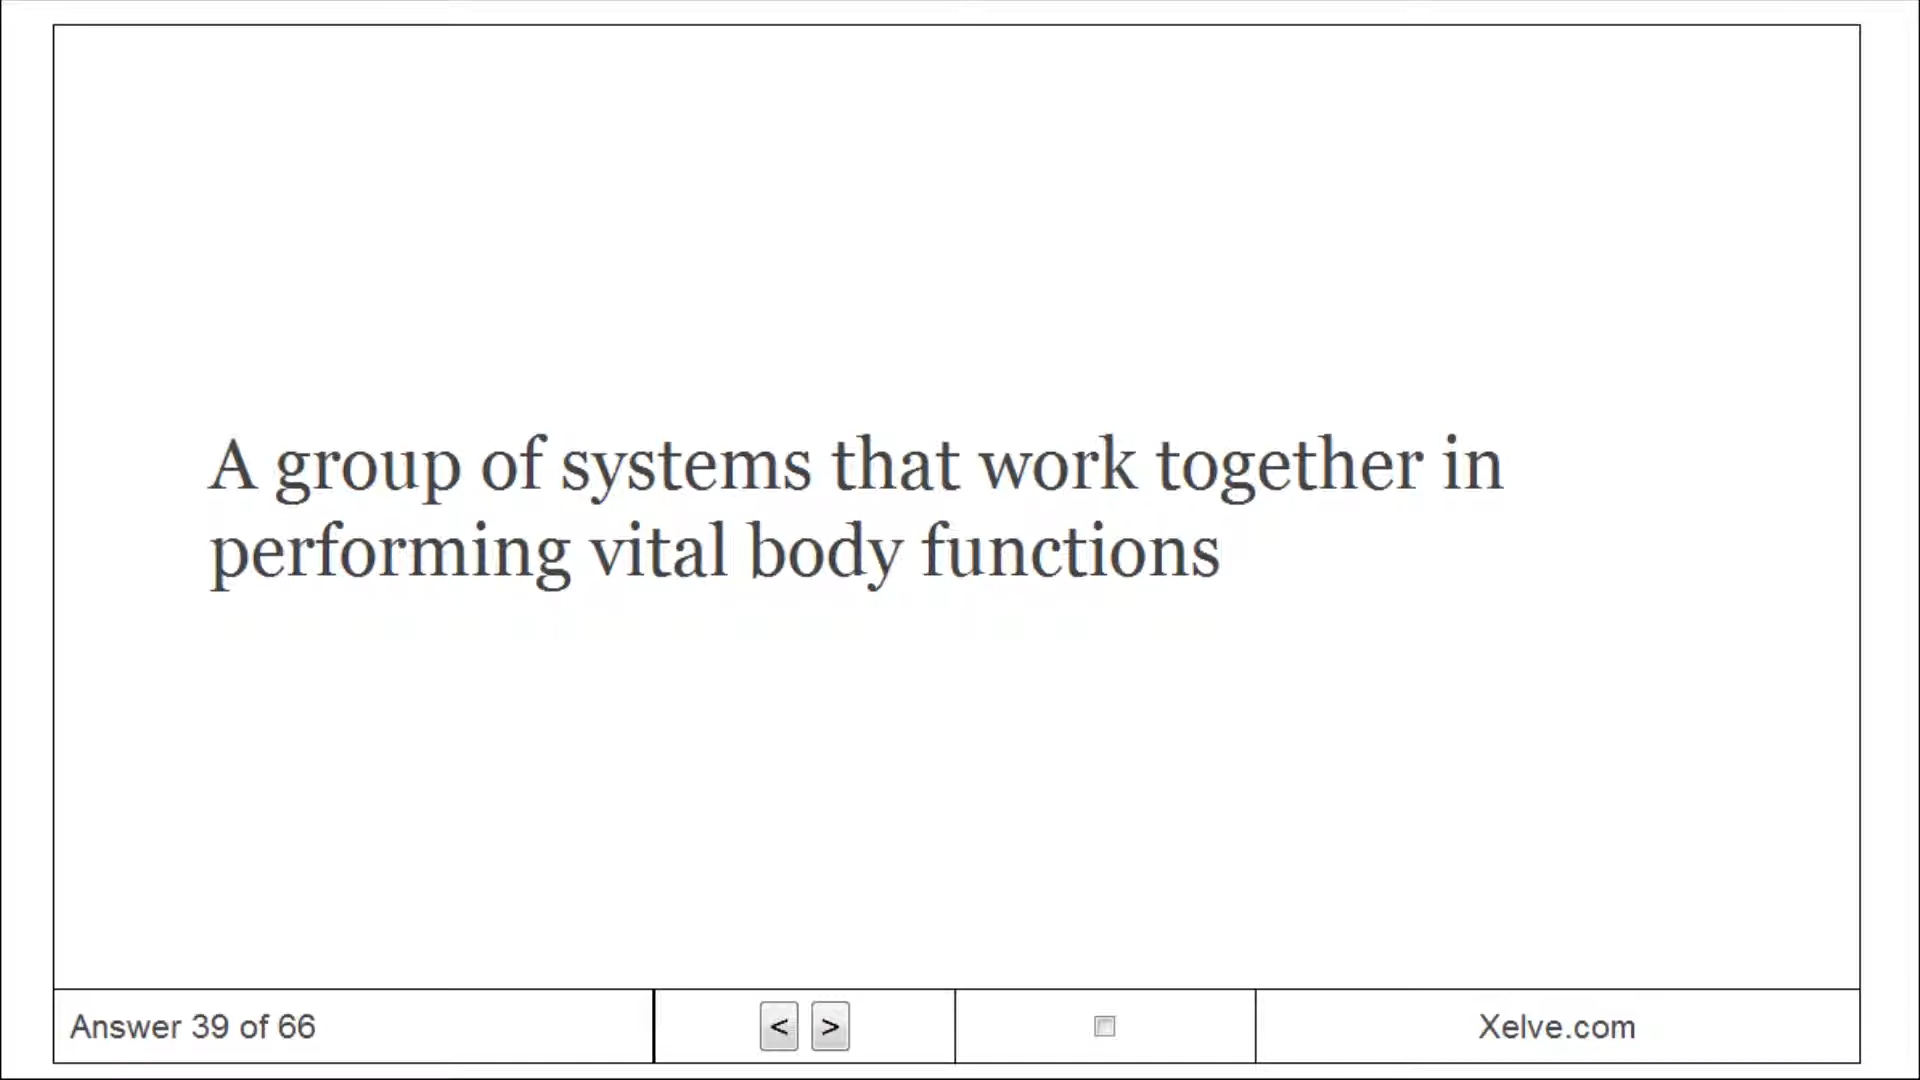 A group of systems that work together in
performing vital body functions
Answer 39 of 66
< >
Xelve.com